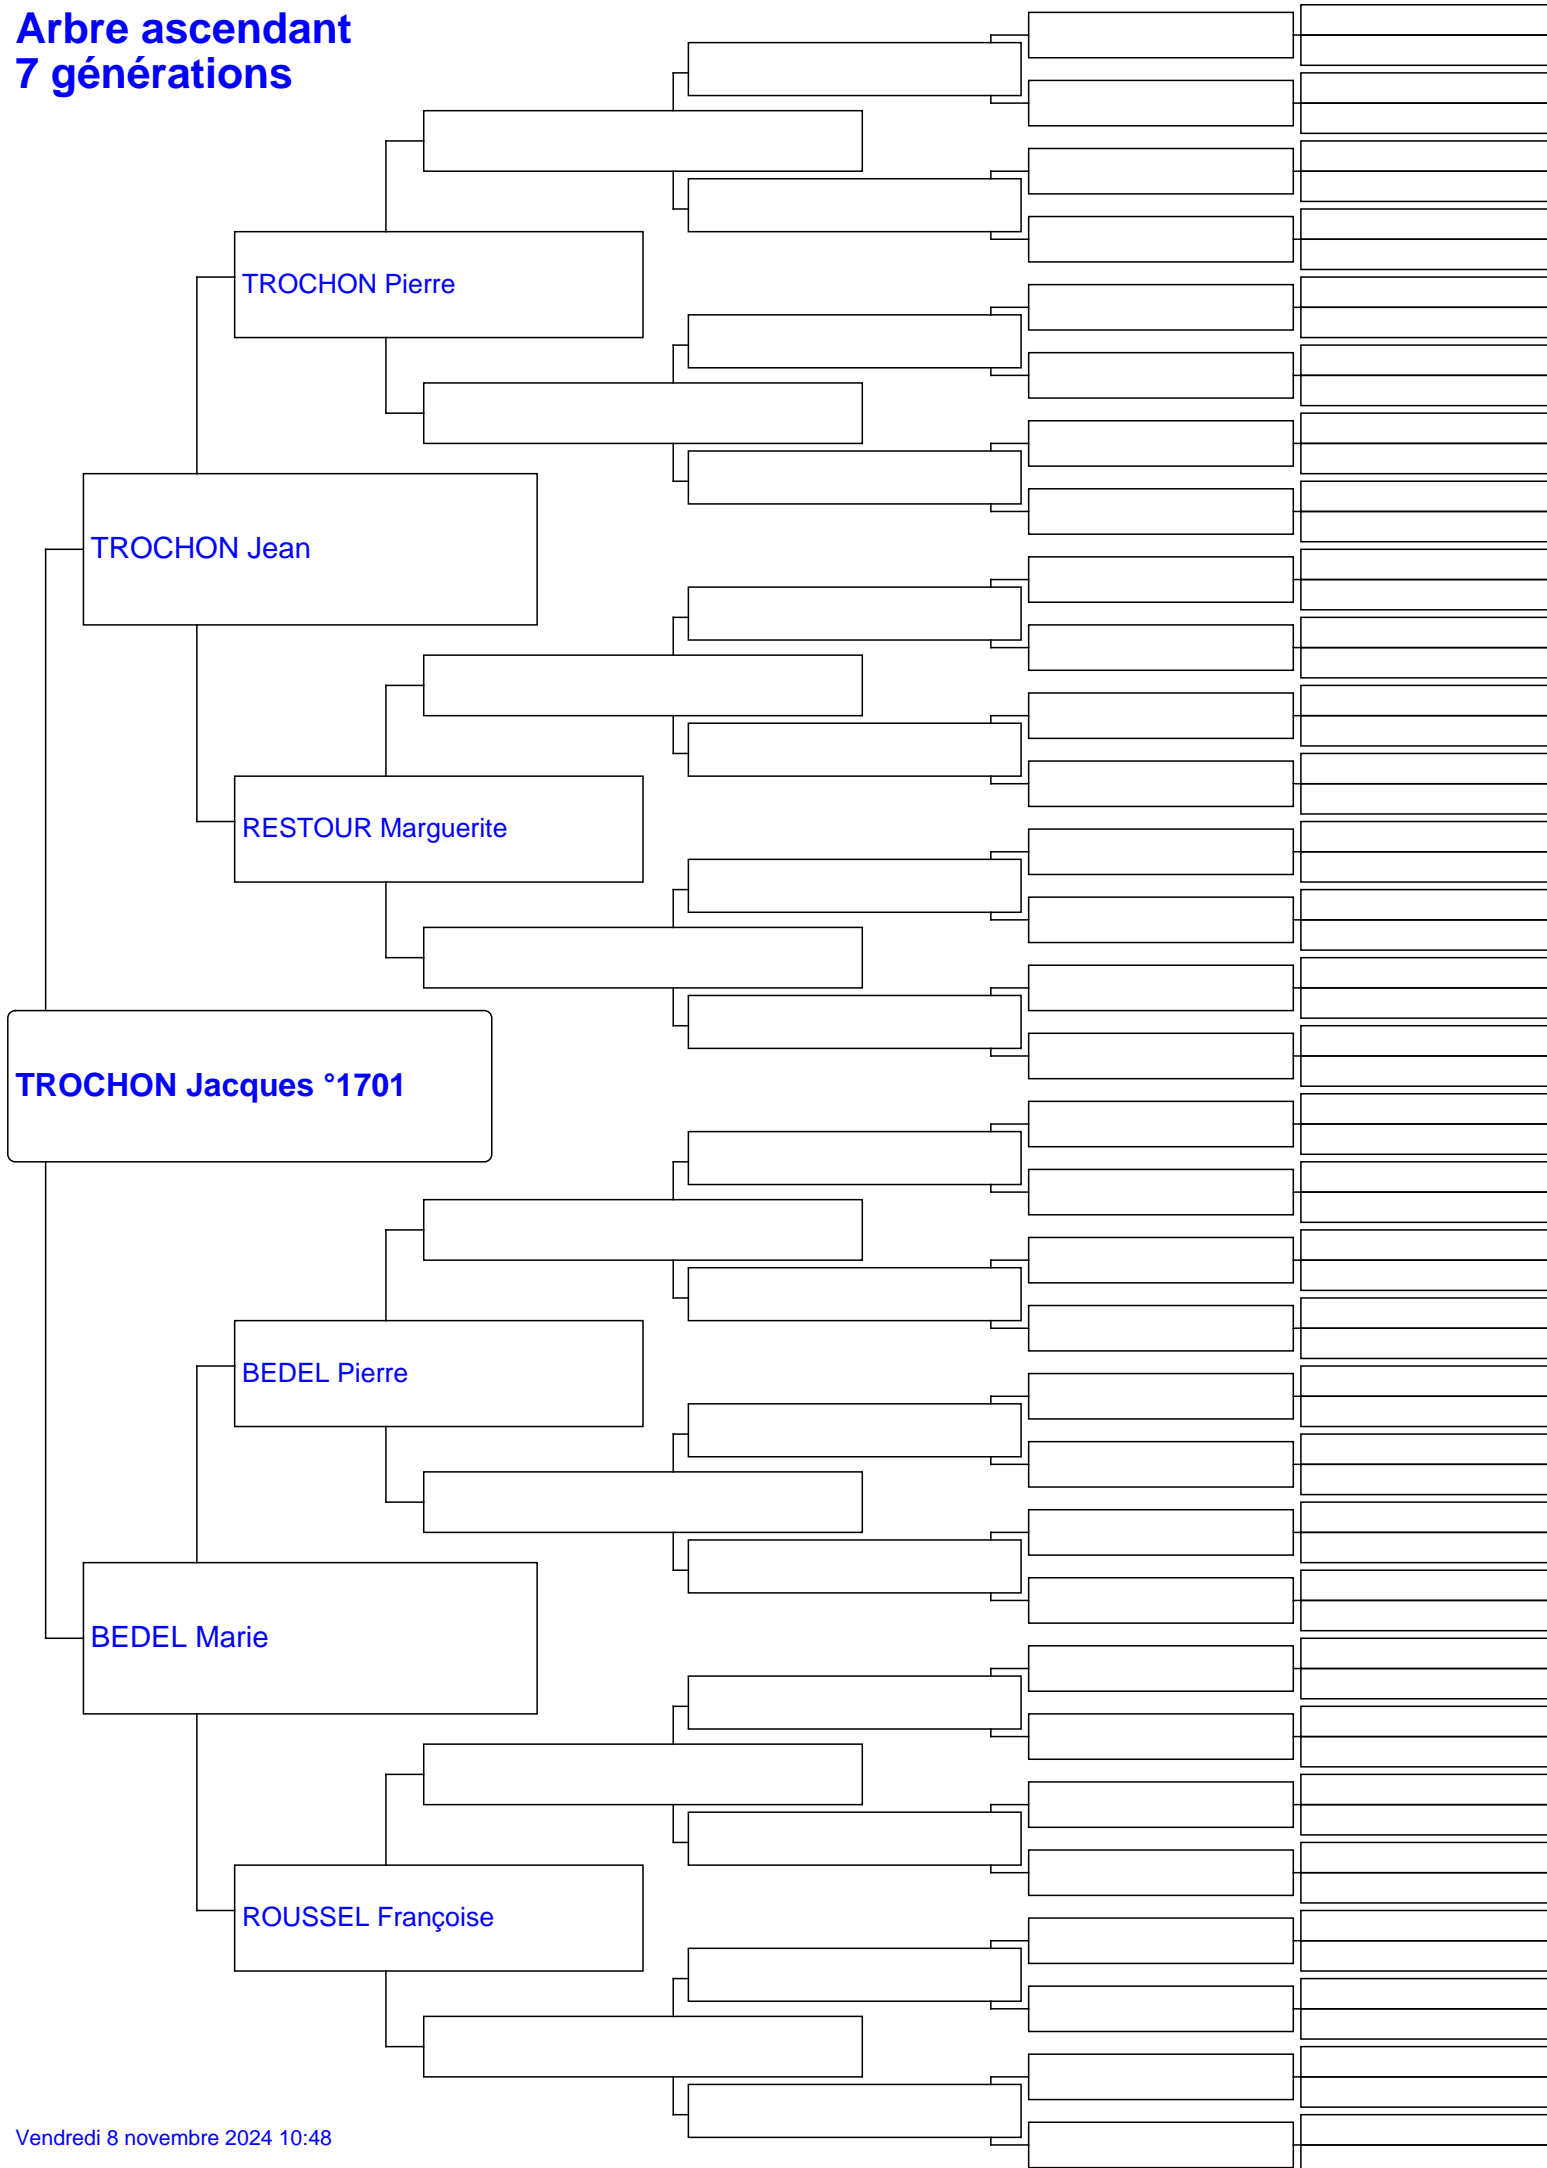 Arbre ascendant
7 générations
TROCHON Pierre
TROCHON Jean
RESTOUR Marguerite
TROCHON Jacques °1701
BEDEL Pierre
BEDEL Marie
ROUSSEL Françoise
Vendredi 8 novembre 2024 10:48